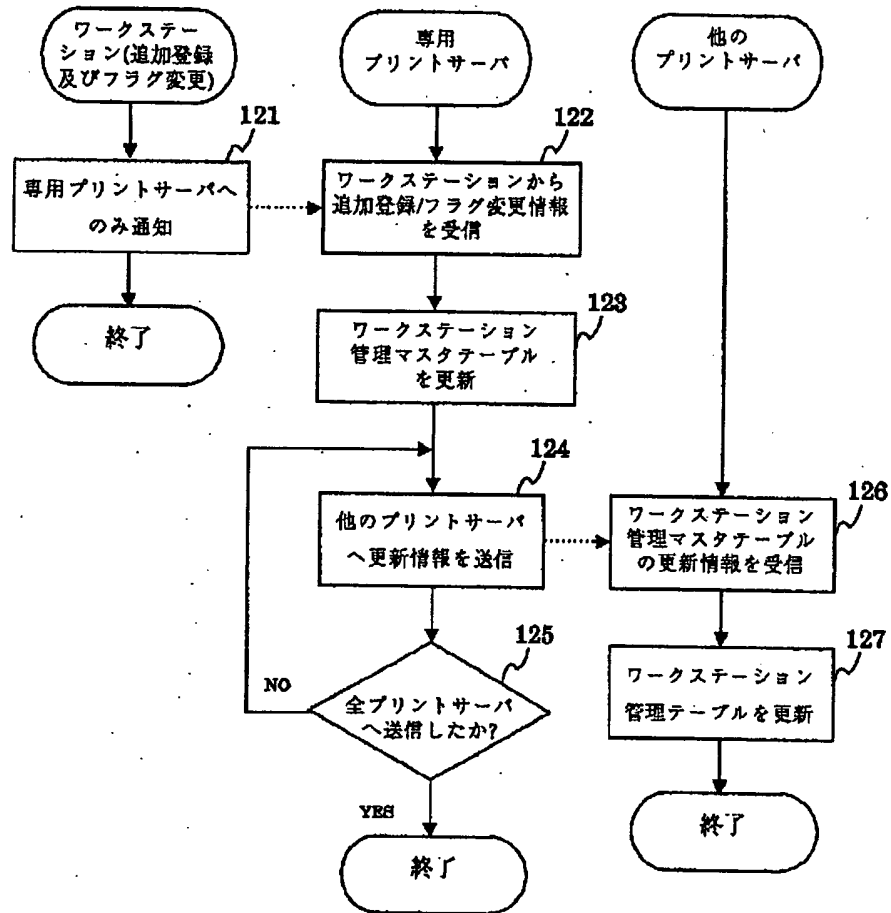 ワークステ
ーション(追加登録
及びフラグ変更)
121
専用プリントサーバへ
のみ通知
終了
専用
プリントサーバ
122
ワークステーションから
追加登録/フラグ変更情報
を受信
123
ワークステーション
管理マスタテーブル
を更新
124
他のプリントサーバ
へ更新情報を送信
125
全プリントサーバ
へ送信したか?
NO
YES
終了
他の
プリントサーバ
126
ワークステーション
管理マスタテーブル
の更新情報を受信
127
ワークステーション
管理テーブルを更新
終了